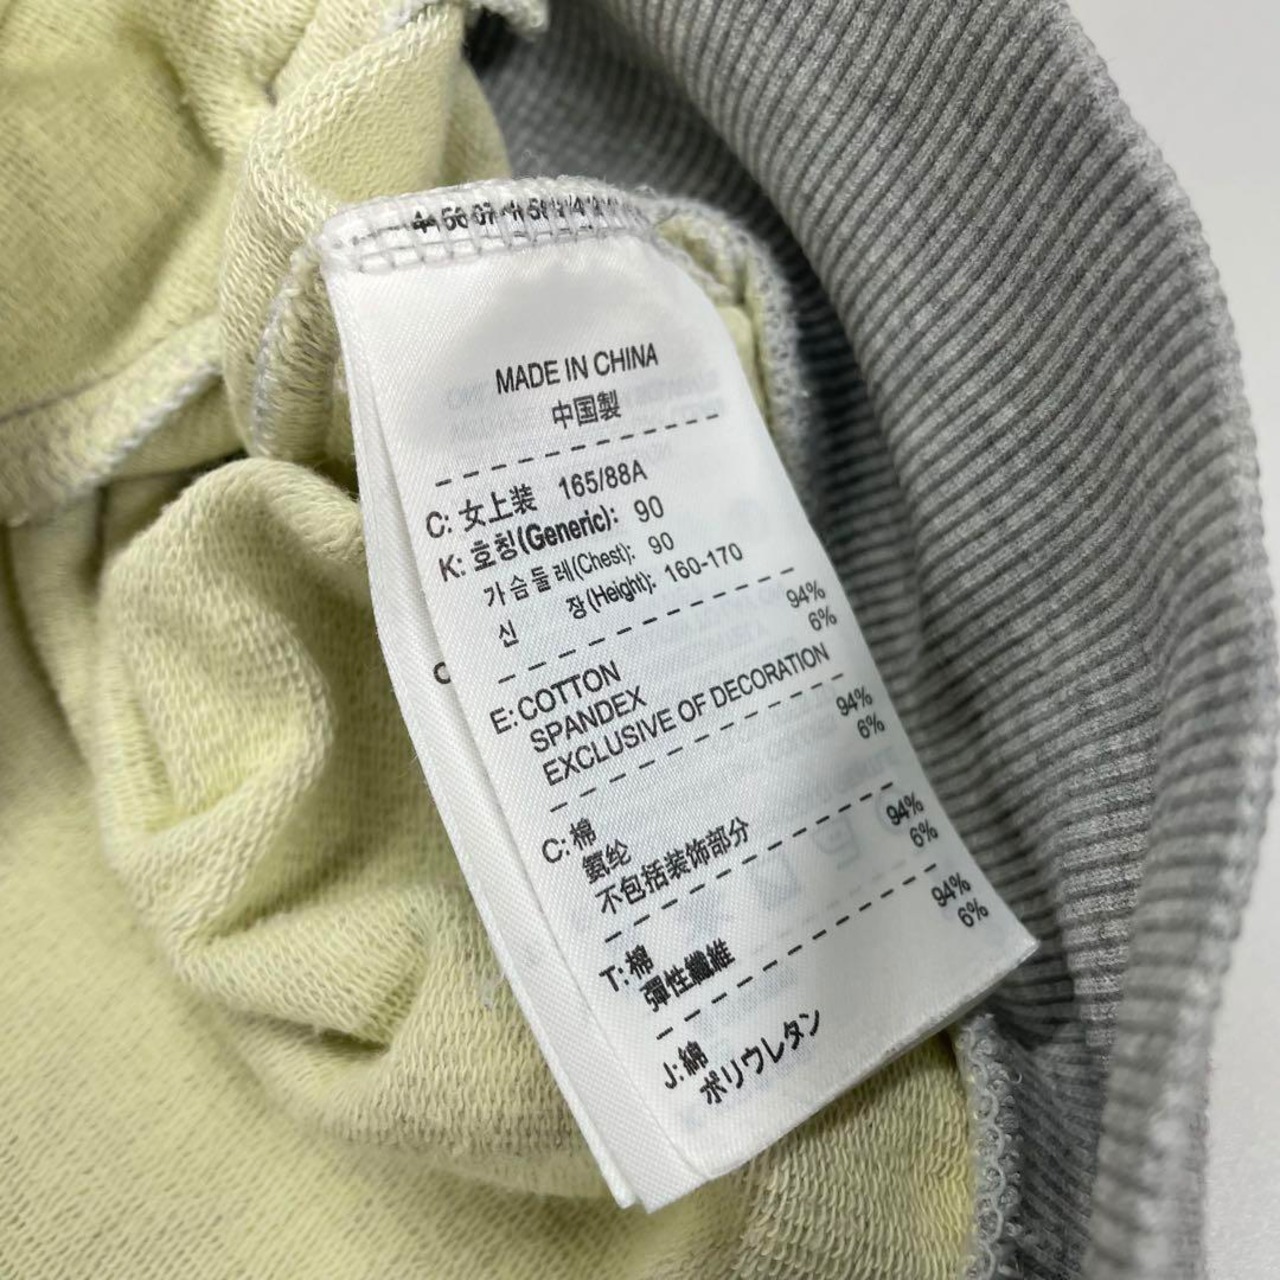 MADE IN CHINA
中国製
C: 女上装 165/88A
K: 호칭(Generic): 90
가슴둘레(Chest): 90
신 장(Height): 160-170
E: COTTON 94%
SPANDEX 6%
EXCLUSIVE OF DECORATION
C: 棉 94%
氨纶 6%
不包括装饰部分
T: 棉 94%
彈性纖維 6%
J: 綿 94%
ポリウレタン 6%